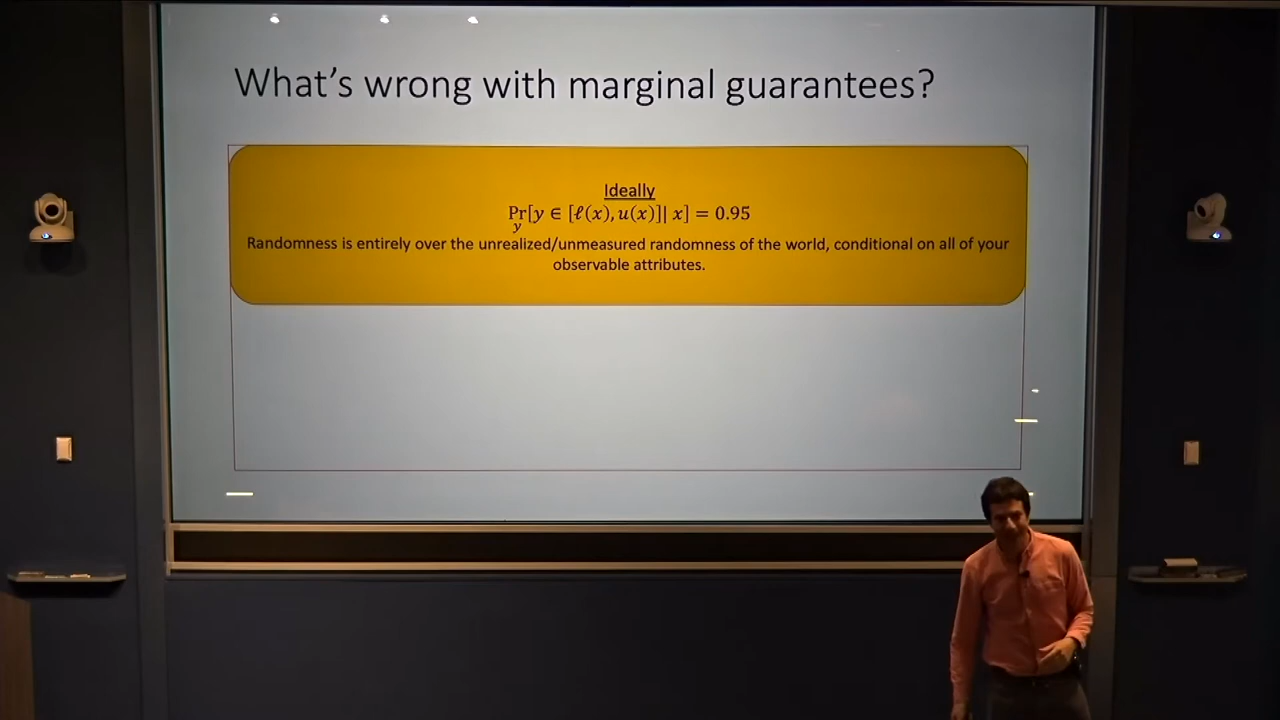 What's wrong with marginal guarantees?
Ideally
Pr[y ∈ [ℓ(x), u(x)]| x] = 0.95
y
Randomness is entirely over the unrealized/unmeasured randomness of the world, conditional on all of your
observable attributes.